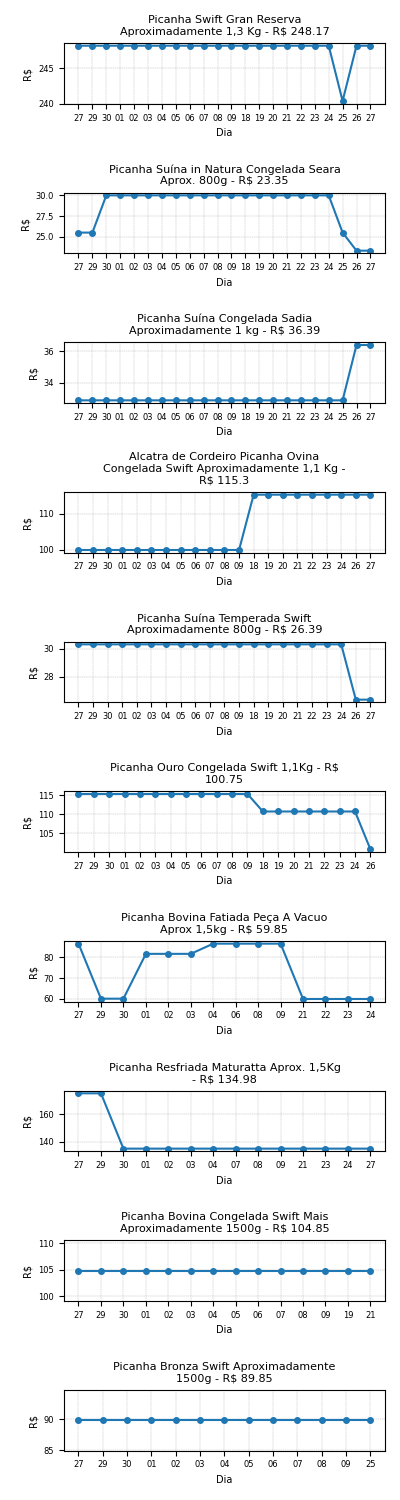 Picanha Swift Gran Reserva
Aproximadamente 1,3 Kg - R$ 248.17
245
240
R$
27 29 30 01 02 03 04 05 06 07 08 09 18 19 20 21 22 23 24 25 26 27
Dia
Picanha Suína in Natura Congelada Seara
Aprox. 800g - R$ 23.35
30.0
27.5
25.0
R$
27 29 30 01 02 03 04 05 06 07 08 09 18 19 20 21 22 23 24 25 26 27
Dia
Picanha Suína Congelada Sadia
Aproximadamente 1 kg - R$ 36.39
36
34
R$
27 29 30 01 02 03 04 05 06 07 08 09 18 19 20 21 22 23 24 25 26 27
Dia
Alcatra de Cordeiro Picanha Ovina
Congelada Swift Aproximadamente 1,1 Kg -
R$ 115.3
110
100
R$
27 29 30 01 02 03 04 05 06 07 08 09 18 19 20 21 22 23 24 26 27
Dia
Picanha Suína Temperada Swift
Aproximadamente 800g - R$ 26.39
30
28
R$
27 29 30 01 02 03 04 05 06 07 08 09 18 19 20 21 22 23 24 26 27
Dia
Picanha Ouro Congelada Swift 1,1Kg - R$
100.75
115
110
105
R$
27 29 30 01 02 03 04 05 06 07 08 09 18 19 20 21 22 23 24 26
Dia
Picanha Bovina Fatiada Peça A Vacuo
Aprox 1,5kg - R$ 59.85
80
70
60
R$
27 29 30 01 02 03 04 06 08 09 21 22 23 24
Dia
Picanha Resfriada Maturatta Aprox. 1,5Kg
- R$ 134.98
160
140
R$
27 29 30 01 02 03 04 07 08 09 21 23 24 27
Dia
Picanha Bovina Congelada Swift Mais
Aproximadamente 1500g - R$ 104.85
110
105
100
R$
27 29 30 01 02 03 04 05 06 07 08 09 19 21
Dia
Picanha Bronza Swift Aproximadamente
1500g - R$ 89.85
90
85
R$
27 29 30 01 02 03 04 05 06 07 08 09 25
Dia